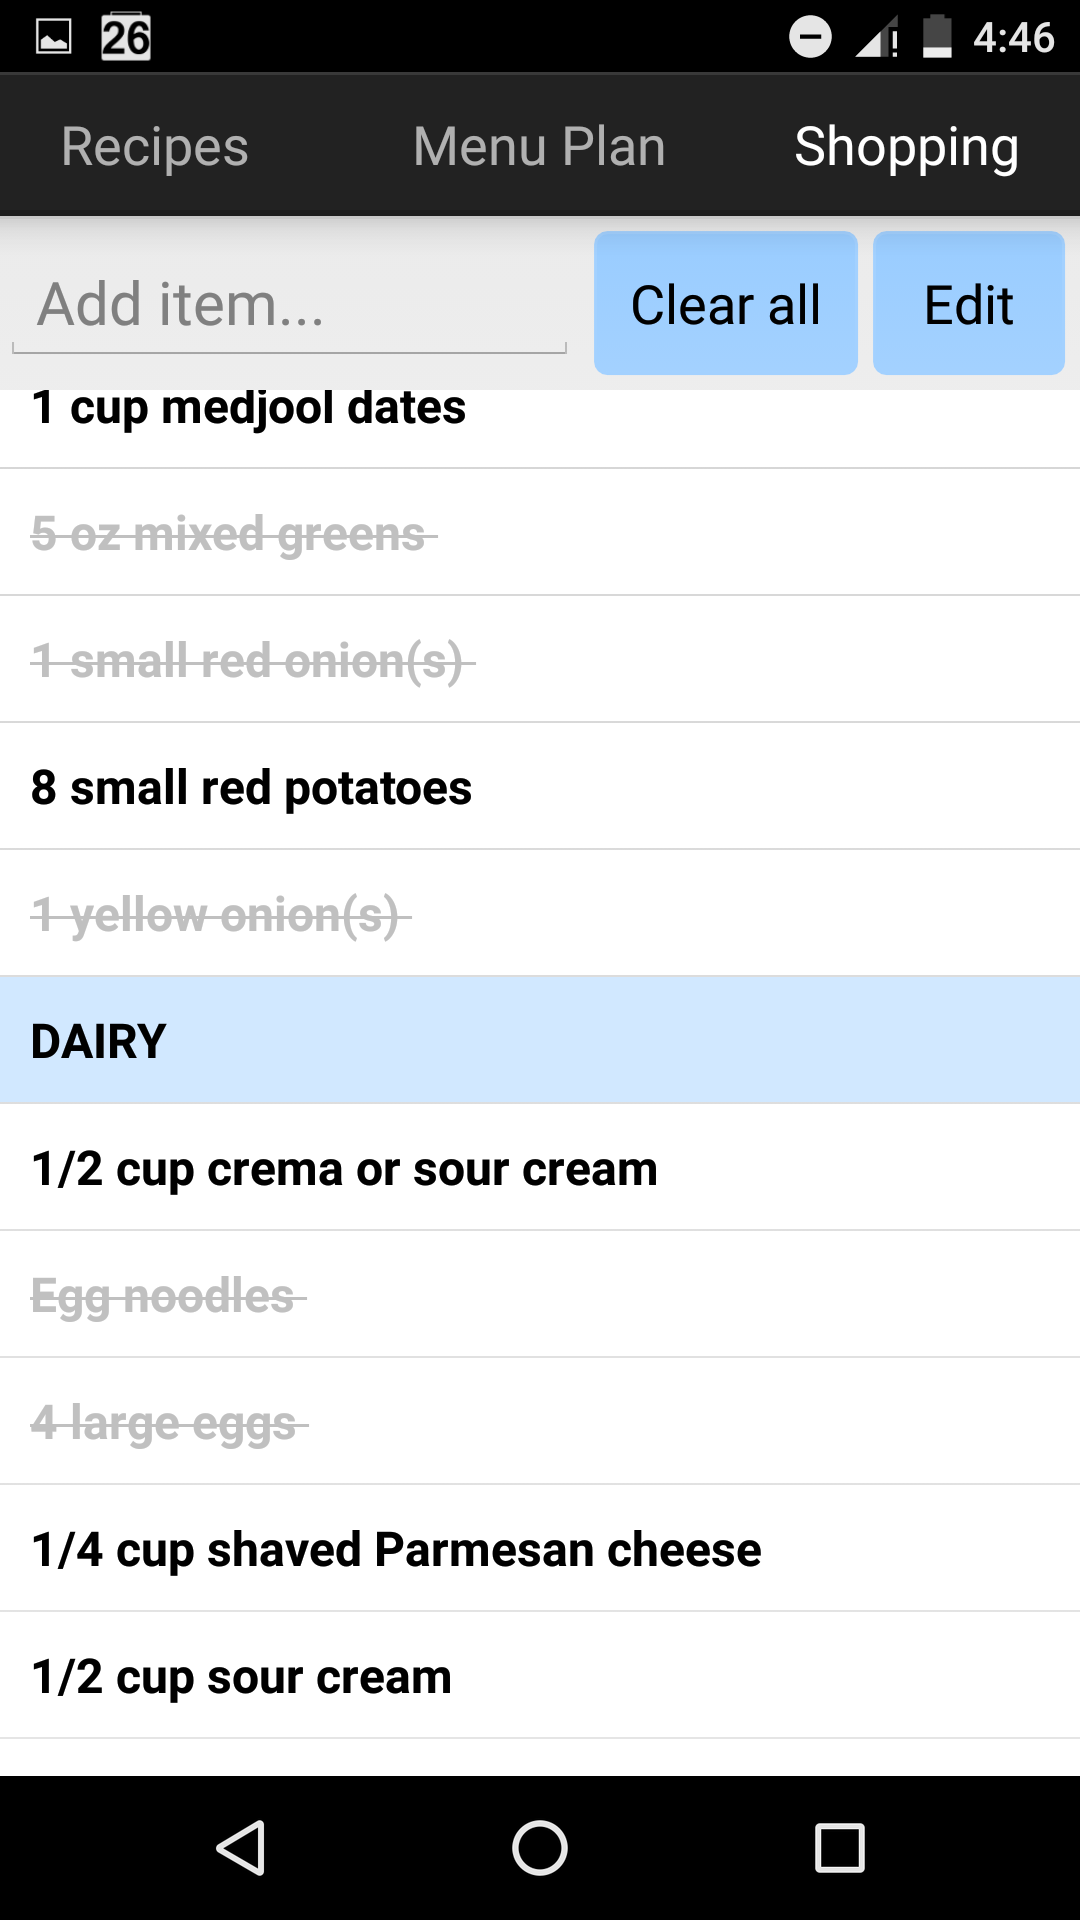 26 4:46
Recipes Menu Plan Shopping
Add item... Clear all Edit
1 cup medjool dates
5 oz mixed greens
1 small red onion(s)
8 small red potatoes
1 yellow onion(s)
DAIRY
1/2 cup crema or sour cream
Egg noodles
4 large eggs
1/4 cup shaved Parmesan cheese
1/2 cup sour cream